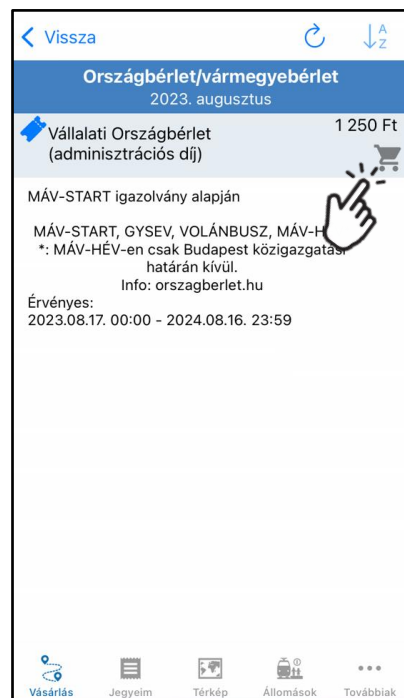 Vissza
A
Z
Országbérlet/vármegyebérlet
2023. augusztus
Vállalati Országbérlet
1 250 Ft
(adminisztrációs díj)
MÁV-START igazolvány alapján
MÁV-START, GYSEV, VOLÁNBUSZ, MÁV-H
*: MÁV-HÉV-en csak Budapest közigazgatási
határán kívül.
Info: orszagberlet.hu
Érvényes:
2023.08.17. 00:00 - 2024.08.16. 23:59
Vásárlás Jegyeim Térkép Állomások Továbbiak